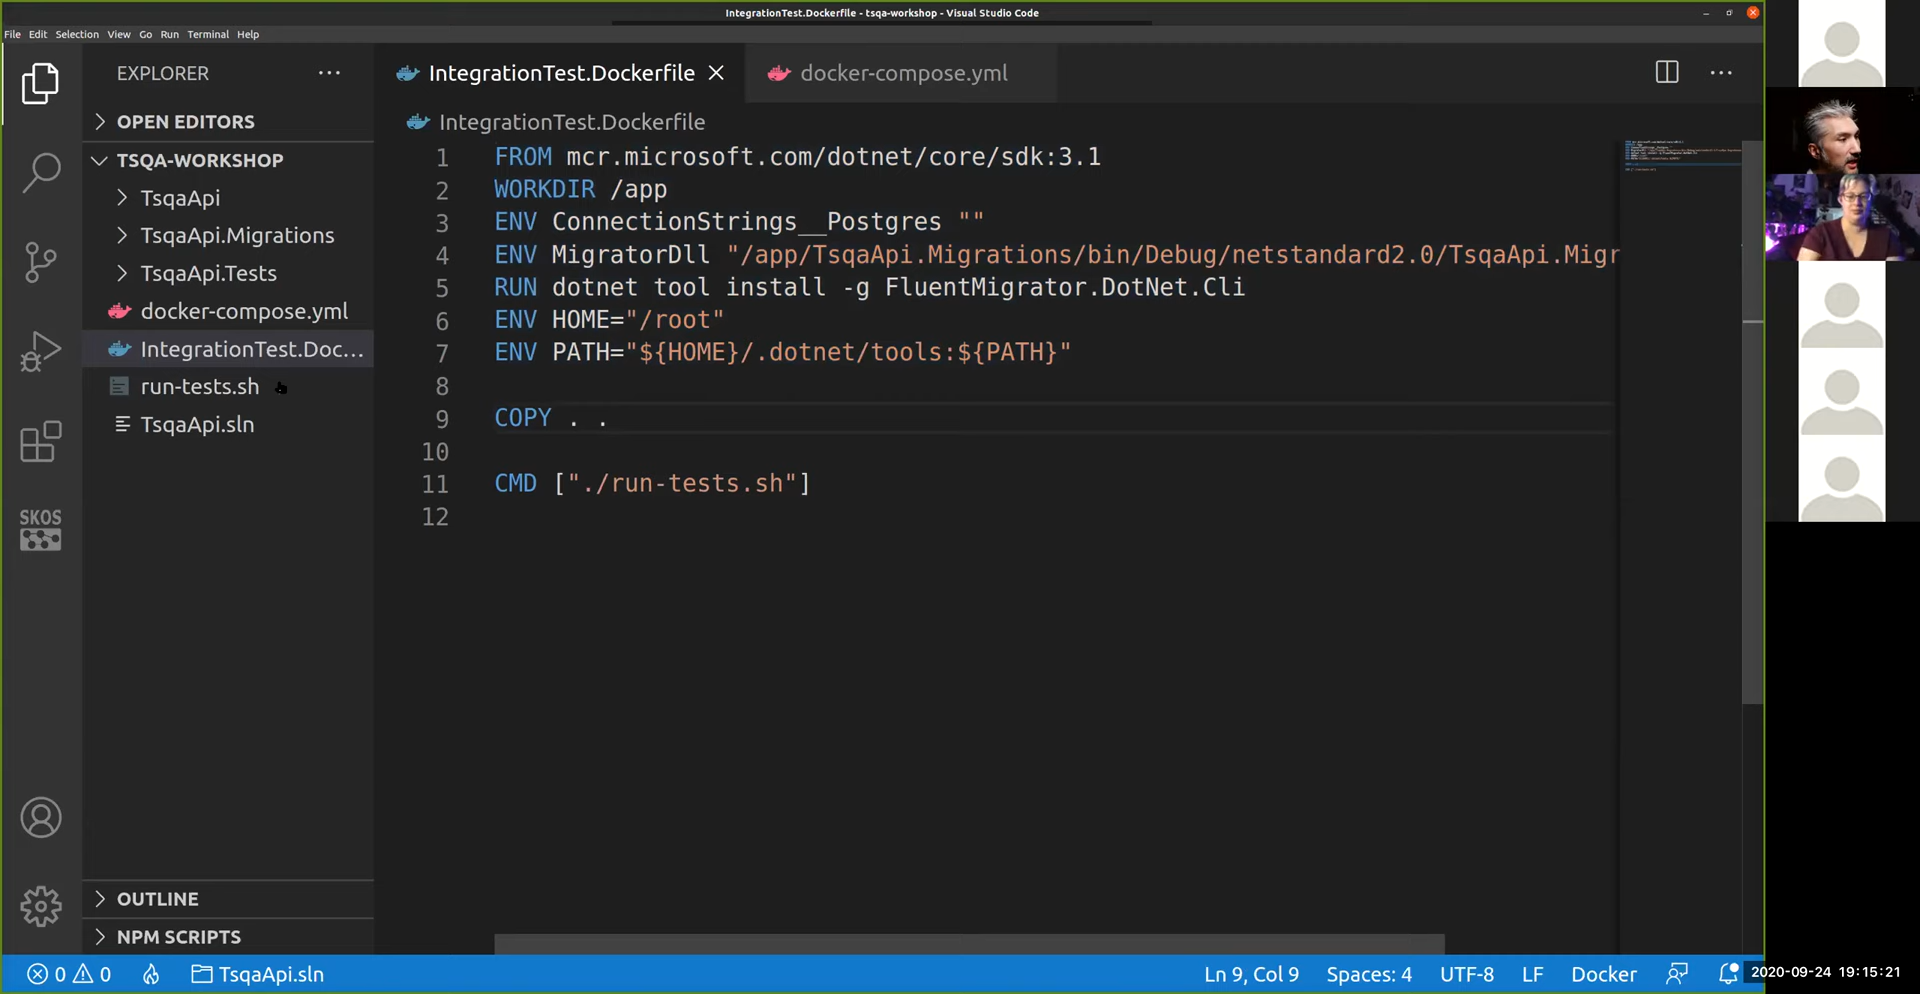 IntegrationTest.Dockerfile - tsqa-workshop - Visual Studio Code
File Edit Selection View Go Run Terminal Help
EXPLORER
OPEN EDITORS
TSQA-WORKSHOP
TsqaApi
TsqaApi.Migrations
TsqaApi.Tests
docker-compose.yml
IntegrationTest.Doc...
run-tests.sh
TsqaApi.sln
SKOS
OUTLINE
NPM SCRIPTS
IntegrationTest.Dockerfile docker-compose.yml
IntegrationTest.Dockerfile
1 FROM mcr.microsoft.com/dotnet/core/sdk:3.1
2 WORKDIR /app
3 ENV ConnectionStrings__Postgres ""
4 ENV MigratorDll "/app/TsqaApi.Migrations/bin/Debug/netstandard2.0/TsqaApi.Migr
5 RUN dotnet tool install -g FluentMigrator.DotNet.Cli
6 ENV HOME="/root"
7 ENV PATH="${HOME}/.dotnet/tools:${PATH}"
8
9 COPY . .
10
11 CMD ["./run-tests.sh"]
12
0 0 TsqaApi.sln Ln 9, Col 9 Spaces: 4 UTF-8 LF Docker
2020-09-24 19:15:21